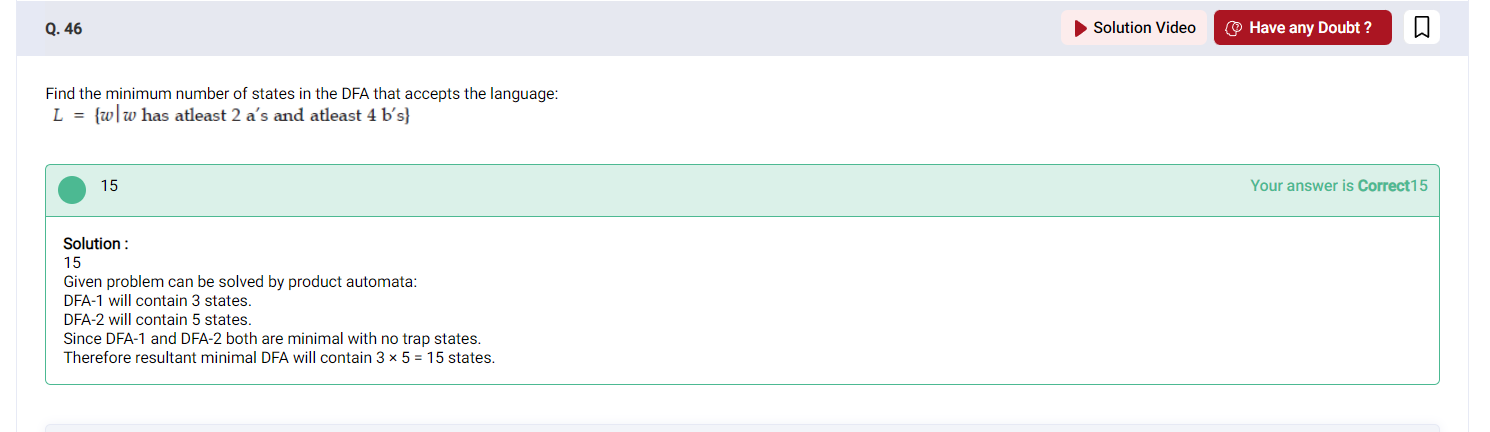 Q. 46
Solution Video
Have any Doubt ?
Find the minimum number of states in the DFA that accepts the language:
L = {w|w has atleast 2 a′s and atleast 4 b′s}
15
Your answer is Correct15
Solution :
15
Given problem can be solved by product automata:
DFA-1 will contain 3 states.
DFA-2 will contain 5 states.
Since DFA-1 and DFA-2 both are minimal with no trap states.
Therefore resultant minimal DFA will contain 3 × 5 = 15 states.